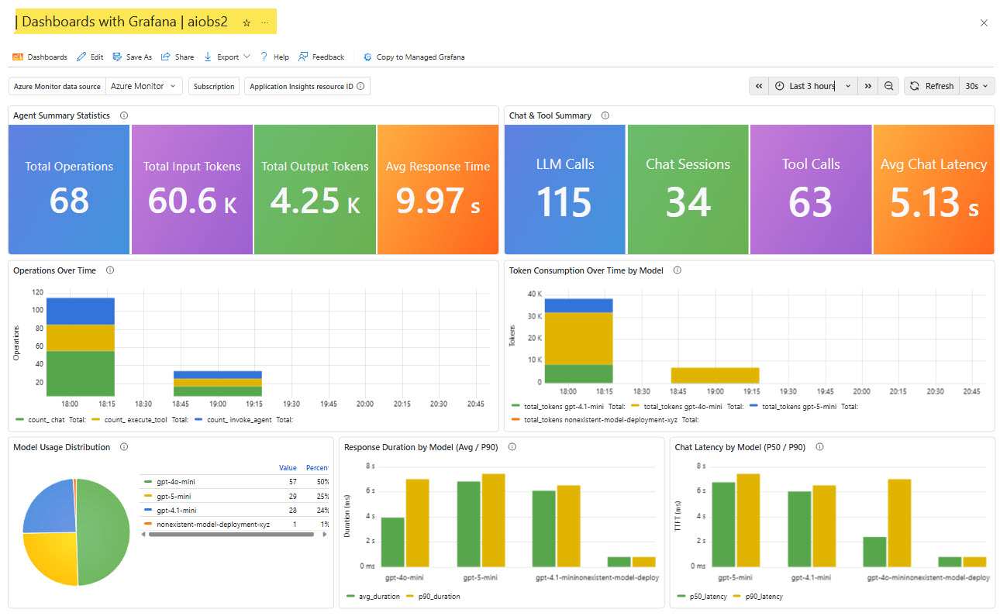 | Dashboards with Grafana | aiobs2 ☆ ...
Dashboards Edit Save As Share Export Help Feedback Copy to Managed Grafana
Azure Monitor data source Azure Monitor Subscription Application Insights resource ID Last 3 hours Refresh 30s
Agent Summary Statistics
Total Operations
68
Total Input Tokens
60.6 K
Total Output Tokens
4.25 K
Avg Response Time
9.97 s
Chat & Tool Summary
LLM Calls
115
Chat Sessions
34
Tool Calls
63
Avg Chat Latency
5.13 s
Operations Over Time
Operations
120
100
80
60
40
20
18:00 18:15 18:30 18:45 19:00 19:15 19:30 19:45 20:00 20:15 20:30 20:45
count_ chat Total: count_ execute_tool Total: count_ invoke_agent Total:
Token Consumption Over Time by Model
Tokens
40 K
30 K
20 K
10 K
0
18:00 18:15 18:30 18:45 19:00 19:15 19:30 19:45 20:00 20:15 20:30 20:45
total_tokens gpt-4.1-mini Total: total_tokens gpt-4o-mini Total: total_tokens gpt-5-mini Total:
total_tokens nonexistent-model-deployment-xyz Total:
Model Usage Distribution
Value Percent
gpt-4o-mini 57 50%
gpt-5-mini 29 25%
gpt-4.1-mini 28 24%
nonexistent-model-deployment-xyz 1 1%
Response Duration by Model (Avg / P90)
Duration (ms)
8 s
6 s
4 s
2 s
0 ms
gpt-4o-mini gpt-5-mini gpt-4.1-mininonexistent-model-deploy
avg_duration p90_duration
Chat Latency by Model (P50 / P90)
TTFT (ms)
8 s
6 s
4 s
2 s
0 ms
gpt-5-mini gpt-4.1-mini gpt-4o-mininonexistent-model-deploy
p50_latency p90_latency